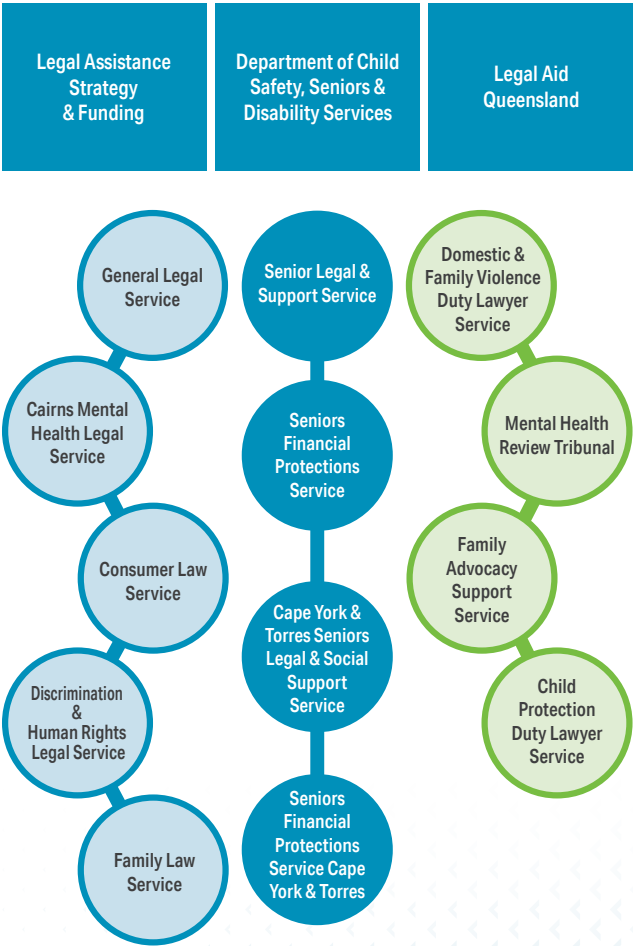 Legal Assistance
Strategy
& Funding
Department of Child
Safety, Seniors &
Disability Services
Legal Aid
Queensland
General Legal
Service
Cairns Mental
Health Legal
Service
Consumer Law
Service
Discrimination
&
Human Rights
Legal Service
Family Law
Service
Senior Legal &
Support Service
Seniors
Financial
Protections
Service
Cape York &
Torres Seniors
Legal & Social
Support
Service
Seniors
Financial
Protections
Service Cape
York & Torres
Domestic &
Family Violence
Duty Lawyer
Service
Mental Health
Review Tribunal
Family
Advocacy
Support
Service
Child
Protection
Duty Lawyer
Service